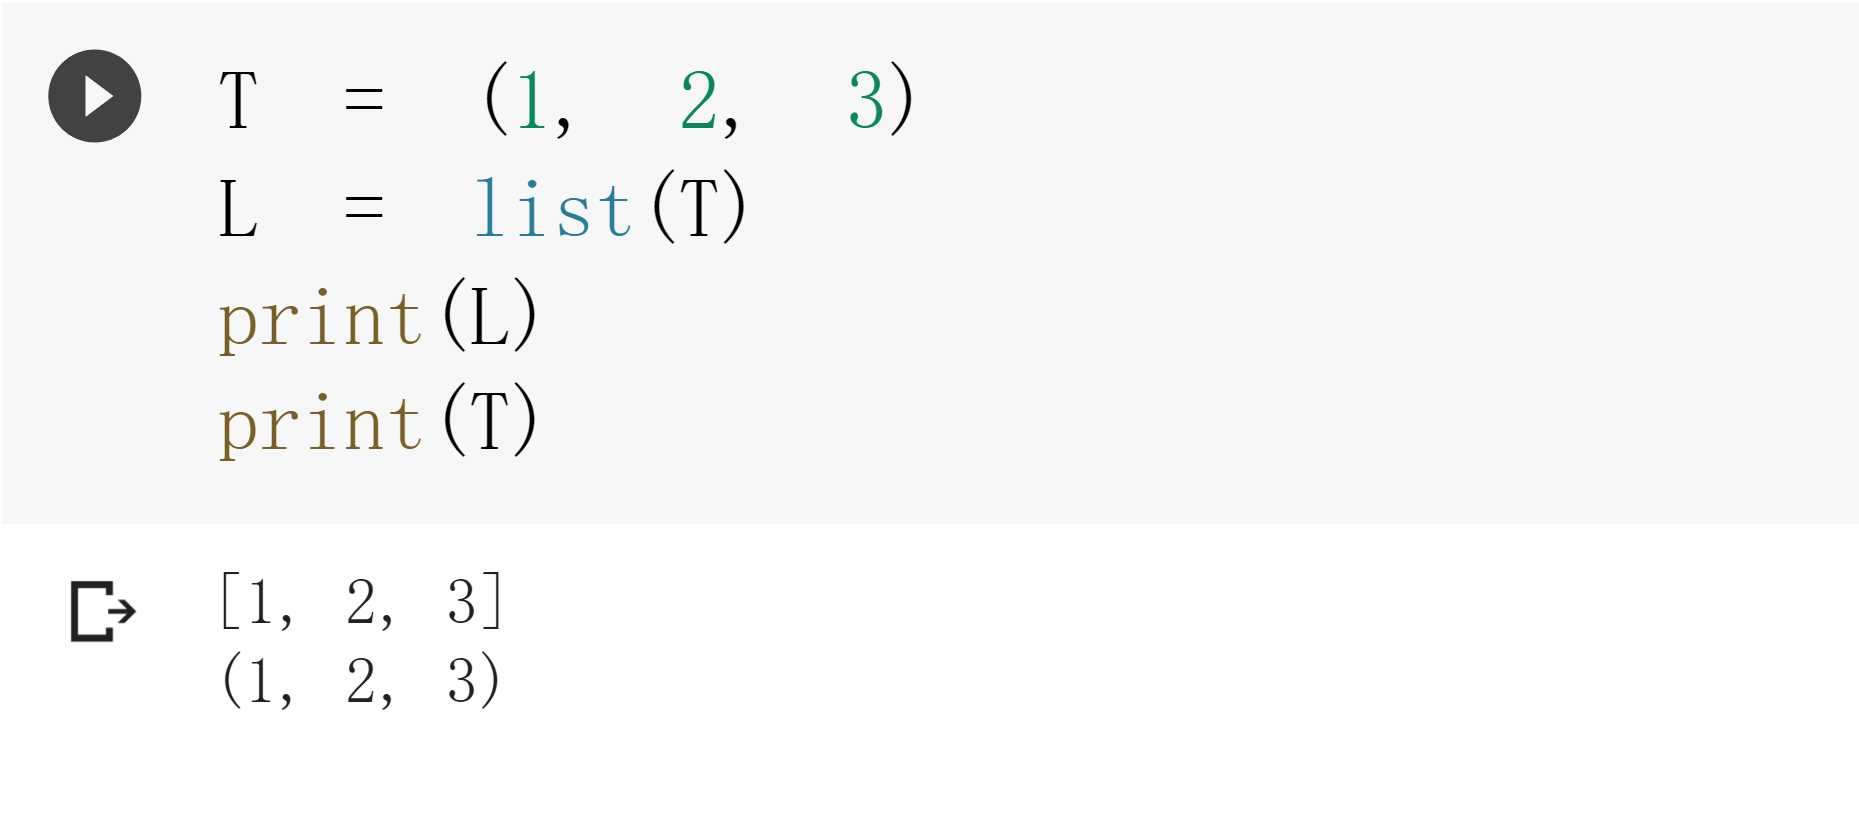 T = (1, 2, 3)
L = list(T)
print(L)
print(T)
[1, 2, 3]
(1, 2, 3)